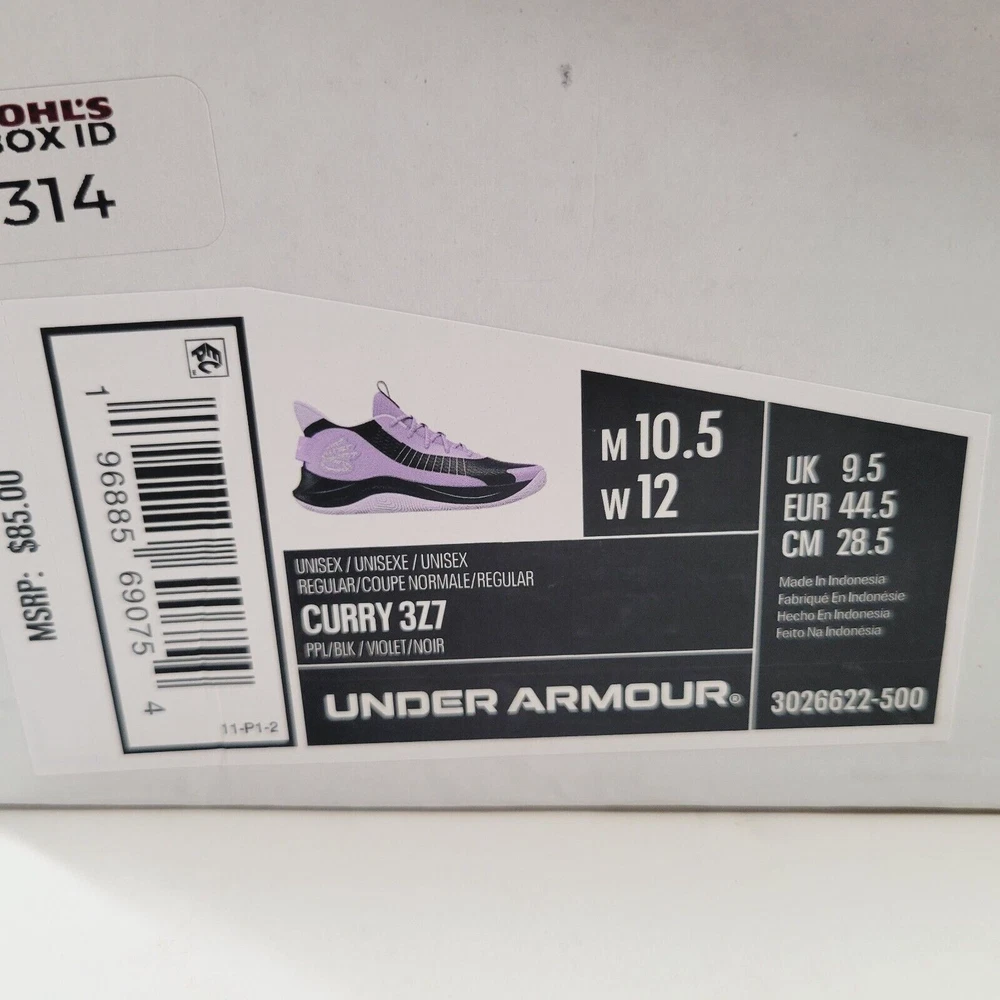 OHL'S
BOX ID
314
MSRP: $85.00
1 96885 69075 4
EPC
11-P1-2
M 10.5
W 12
UK 9.5
EUR 44.5
CM 28.5
Made In Indonesia
Fabriqué En Indonésie
Hecho En Indonesia
Feito Na Indonésia
3026622-500
UNISEX / UNISEXE / UNISEX
REGULAR/COUPE NORMALE/REGULAR
CURRY 3Z7
PPL/BLK / VIOLET/NOIR
UNDER ARMOUR®